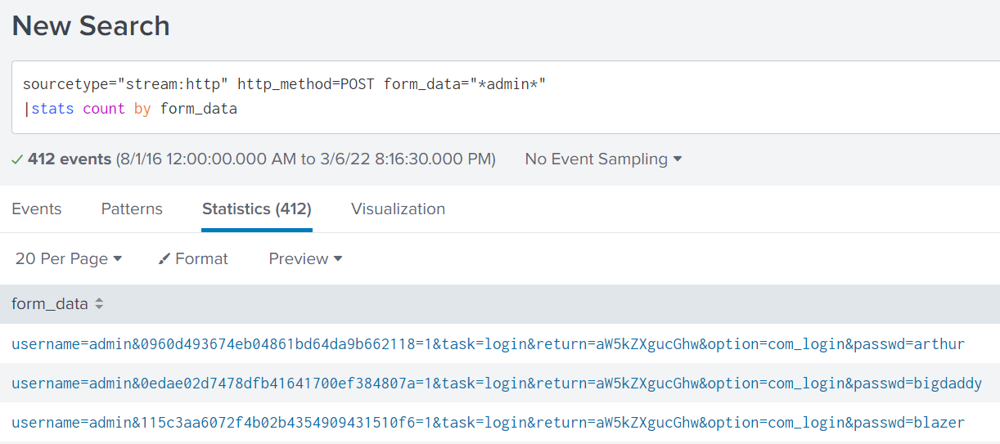 New Search
sourcetype="stream:http" http_method=POST form_data="*admin*"
|stats count by form_data
412 events (8/1/16 12:00:00.000 AM to 3/6/22 8:16:30.000 PM) No Event Sampling
Events Patterns Statistics (412) Visualization
20 Per Page Format Preview
form_data
username=admin&0960d493674eb04861bd64da9b662118=1&task=login&return=aW5kZXgucGhw&option=com_login&passwd=arthur
username=admin&0edae02d7478dfb41641700ef384807a=1&task=login&return=aW5kZXgucGhw&option=com_login&passwd=bigdaddy
username=admin&115c3aa6072f4b02b4354909431510f6=1&task=login&return=aW5kZXgucGhw&option=com_login&passwd=blazer